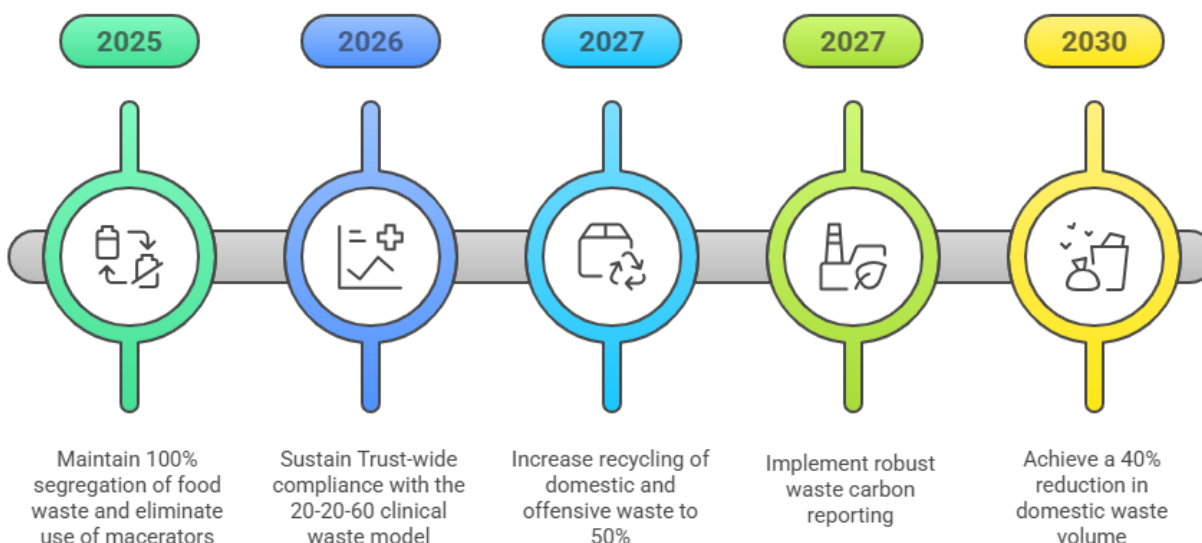 2025
2026
2027
2027
2030
Maintain 100%
segregation of food
waste and eliminate
use of macerators
Sustain Trust-wide
compliance with the
20-20-60 clinical
waste model
Increase recycling of
domestic and
offensive waste to
50%
Implement robust
waste carbon
reporting
Achieve a 40%
reduction in
domestic waste
volume